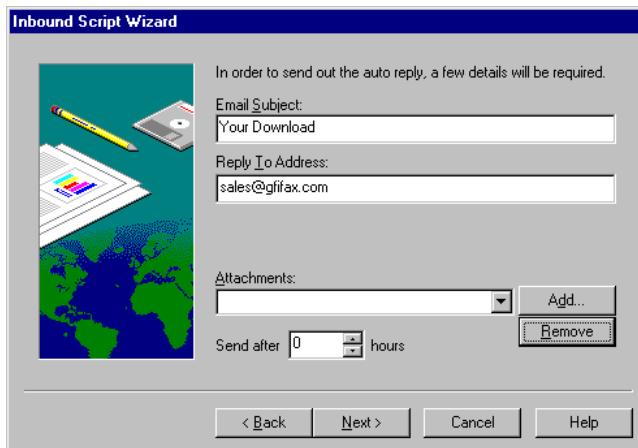 Inbound Script Wizard
In order to send out the auto reply, a few details will be required.
Email Subject:
Your Download
Reply To Address:
sales@gfifax.com
Attachments:
Add...
Remove
Send after 0 hours
< Back Next > Cancel Help